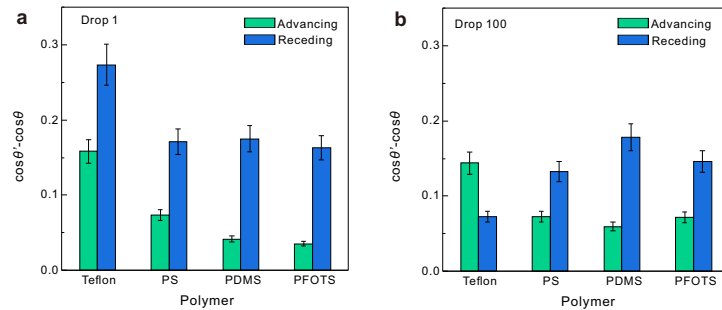 a
Drop 1
Advancing
Receding
0.3
0.2
0.1
0.0
cosθ'-cosθ
Teflon PS PDMS PFOTS
Polymer
b
Drop 100
Advancing
Receding
0.3
0.2
0.1
0.0
cosθ'-cosθ
Teflon PS PDMS PFOTS
Polymer